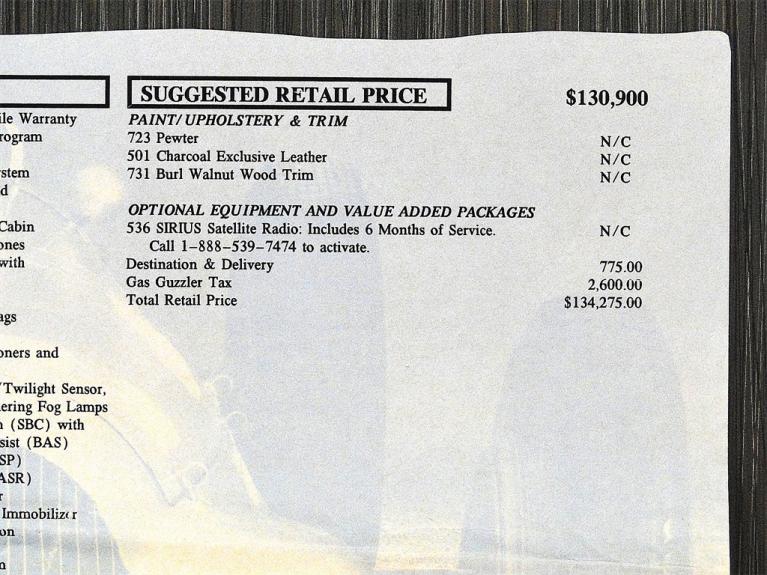 SUGGESTED RETAIL PRICE $130,900
PAINT/UPHOLSTERY & TRIM
723 Pewter N/C
501 Charcoal Exclusive Leather N/C
731 Burl Walnut Wood Trim N/C
OPTIONAL EQUIPMENT AND VALUE ADDED PACKAGES
536 SIRIUS Satellite Radio: Includes 6 Months of Service. N/C
Call 1-888-539-7474 to activate.
Destination & Delivery 775.00
Gas Guzzler Tax 2,600.00
Total Retail Price $134,275.00
ile Warranty
rogram
stem
d
Cabin
ones
with
ags
oners and
/Twilight Sensor,
ering Fog Lamps
(SBC) with
sist (BAS)
SP)
ASR)
r
Immobilizer
on
n